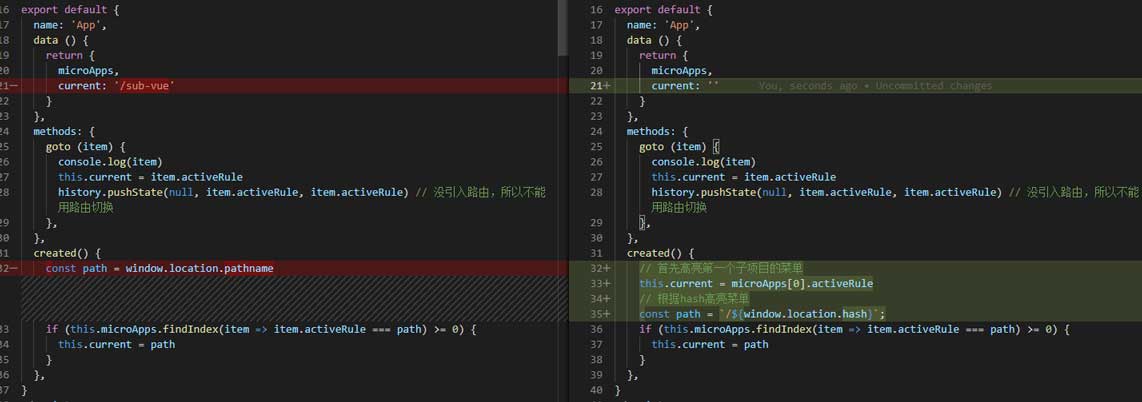 16 export default {
17 name: 'App',
18 data () {
19 return {
20 microApps,
21— current: '/sub-vue'
22 }
23 },
24 methods: {
25 goto (item) {
26 console.log(item)
27 this.current = item.activeRule
28 history.pushState(null, item.activeRule, item.activeRule) // 没引入路由，所以不能
用路由切换
29 },
30 },
31 created() {
32— const path = window.location.pathname
33 if (this.microApps.findIndex(item => item.activeRule === path) >= 0) {
34 this.current = path
35 }
36 },
37 }
16 export default {
17 name: 'App',
18 data () {
19 return {
20 microApps,
21+ current: '' You, seconds ago • Uncommitted changes
22 }
23 },
24 methods: {
25 goto (item) {
26 console.log(item)
27 this.current = item.activeRule
28 history.pushState(null, item.activeRule, item.activeRule) // 没引入路由，所以不能
用路由切换
29 },
30 },
31 created() {
32+ // 首先高亮第一个子项目的菜单
33+ this.current = microApps[0].activeRule
34+ // 根据hash高亮菜单
35+ const path = `/${window.location.hash}`;
36 if (this.microApps.findIndex(item => item.activeRule === path) >= 0) {
37 this.current = path
38 }
39 },
40 }